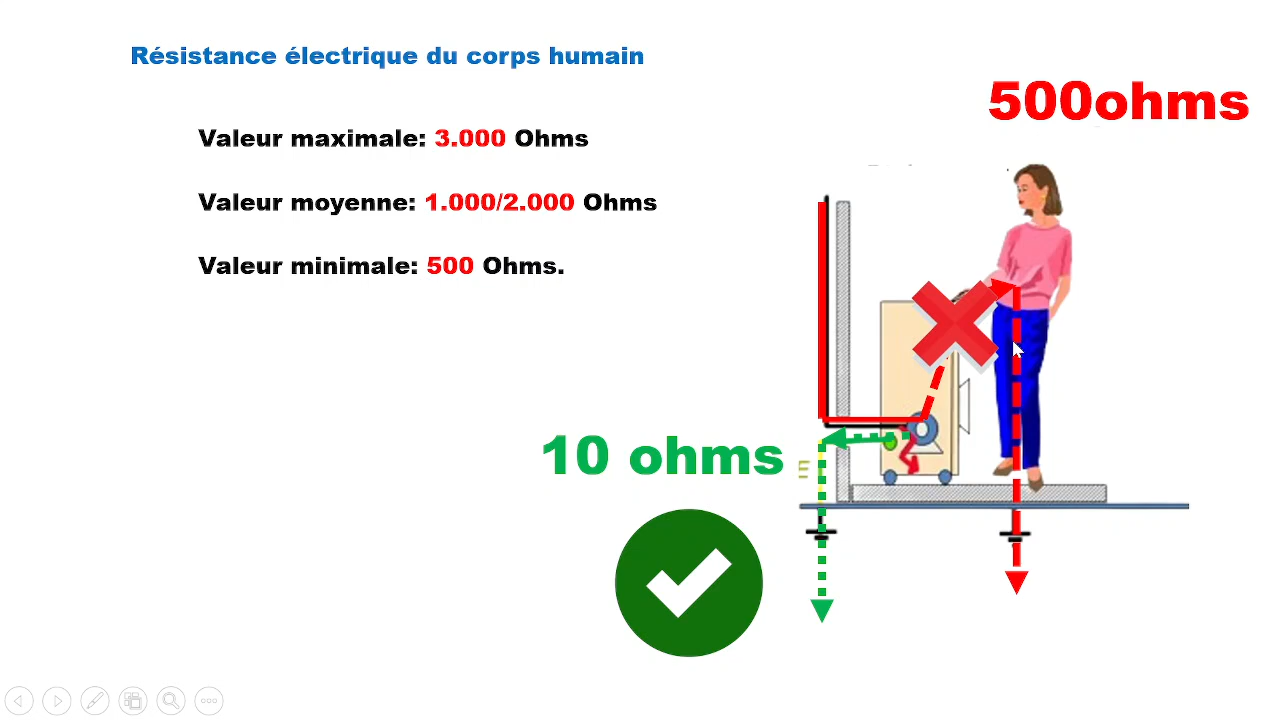 Résistance électrique du corps humain
500ohms
Valeur maximale: 3.000 Ohms
Valeur moyenne: 1.000/2.000 Ohms
Valeur minimale: 500 Ohms.
10 ohms